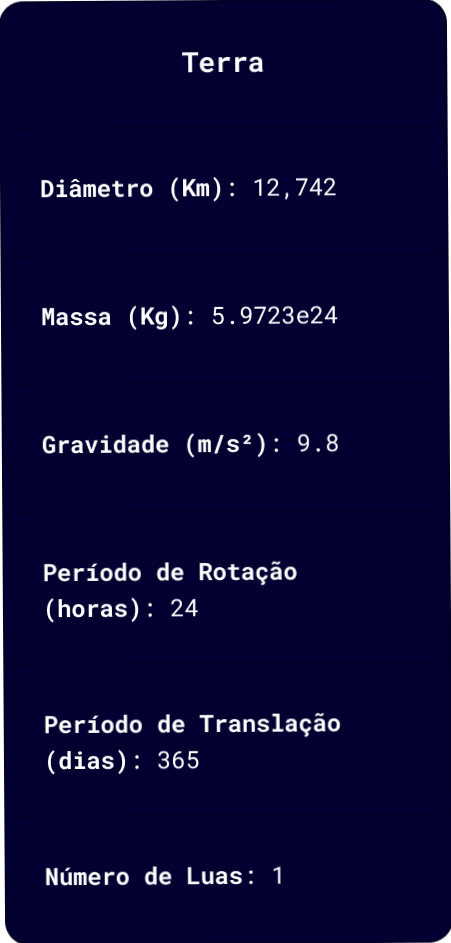 Terra
Diâmetro (Km): 12,742
Massa (Kg): 5.9723e24
Gravidade (m/s²): 9.8
Período de Rotação
(horas): 24
Período de Translação
(dias): 365
Número de Luas: 1